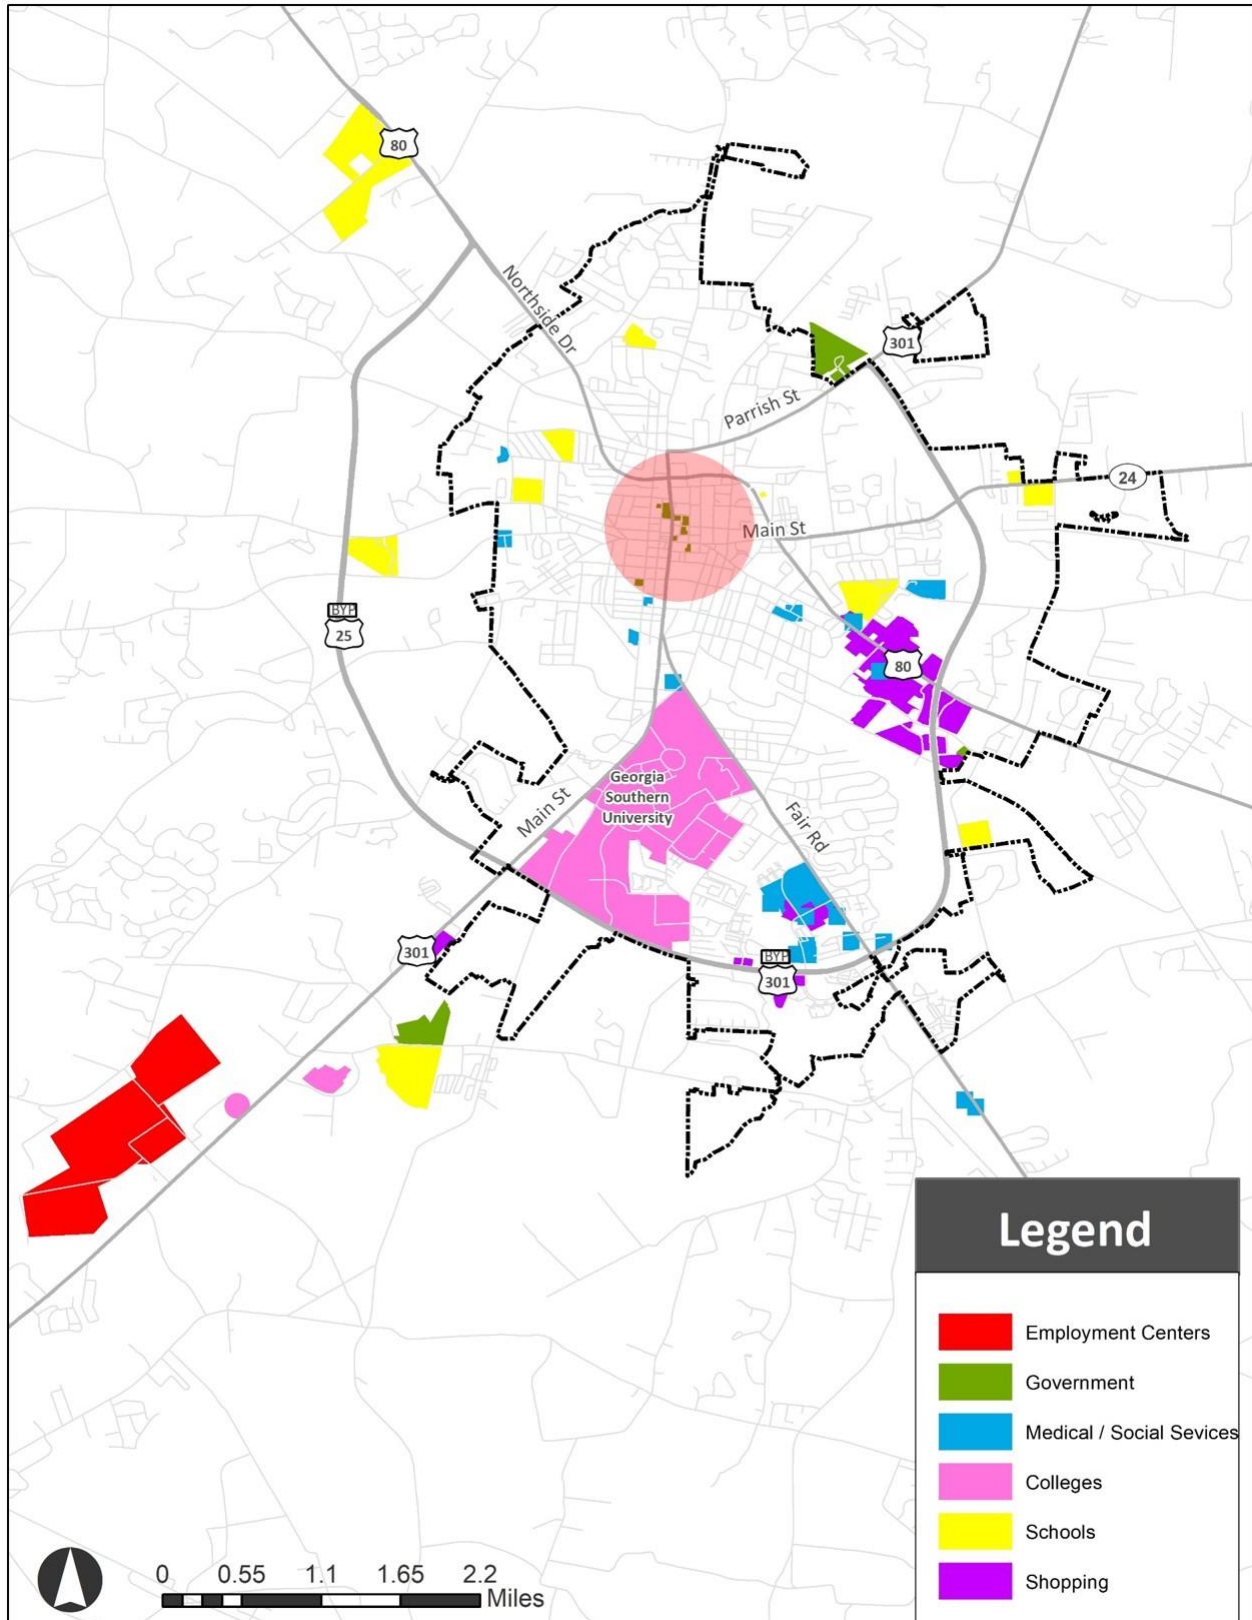 80
Northside Dr
301
Parrish St
24
Main St
BYP
25
80
Georgia
Southern
University
Main St
Fair Rd
301
BYP
301
Legend
Employment Centers
Government
Medical / Social Sevices
Colleges
Schools
Shopping
0 0.55 1.1 1.65 2.2
Miles